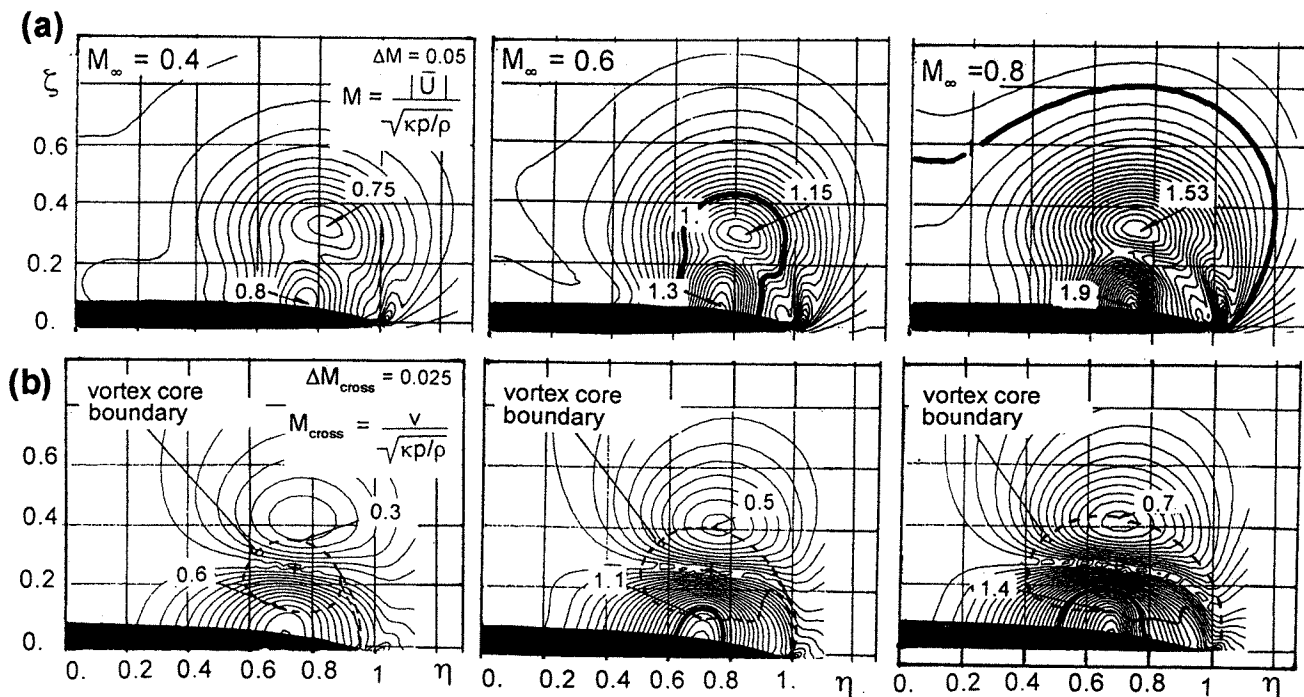 (a)
M∞ = 0.4
ΔM = 0.05
M = |Ū| / √κp/ρ
ζ
0.6
0.4
0.2
0.
0.75
0.8
M∞ = 0.6
1.
1.15
1.3
M∞ = 0.8
1.53
1.9
(b)
vortex core
boundary
ΔMcross = 0.025
Mcross = v / √κp/ρ
0.6
0.4
0.2
0.
0.3
0.6
0. 0.2 0.4 0.6 0.8 1. η
vortex core
boundary
0.5
1.1
0. 0.2 0.4 0.6 0.8 1. η
vortex core
boundary
0.7
1.4
0. 0.2 0.4 0.6 0.8 1. η